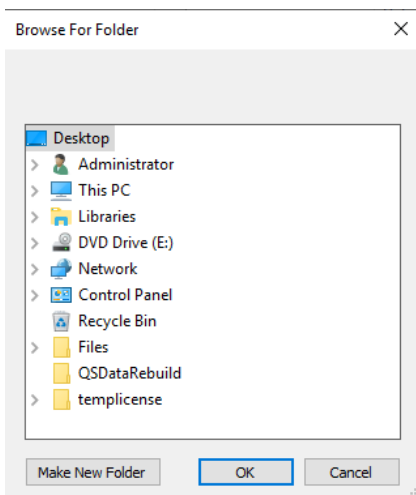 Browse For Folder
Desktop
Administrator
This PC
Libraries
DVD Drive (E:)
Network
Control Panel
Recycle Bin
Files
QSDataRebuild
templicense
Make New Folder OK Cancel